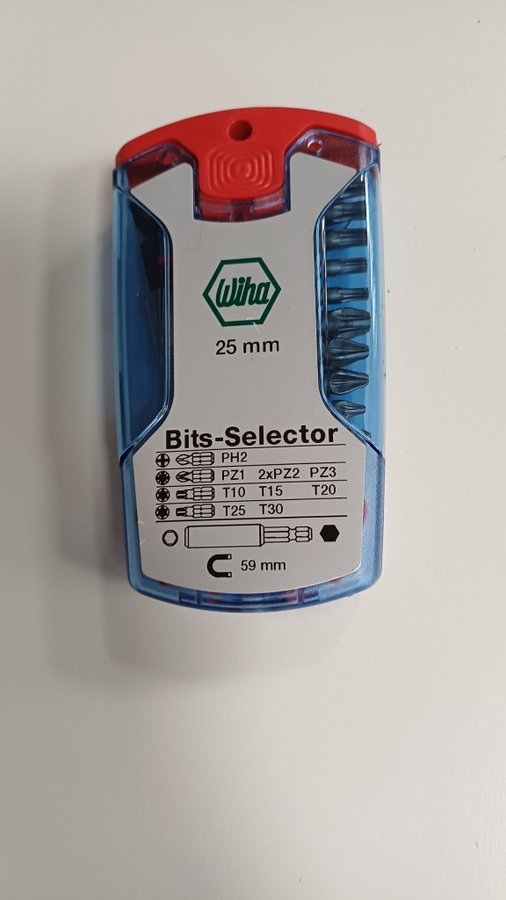 Wiha
25 mm
Bits-Selector
PH2
PZ1 2xPZ2 PZ3
T10 T15 T20
T25 T30
59 mm